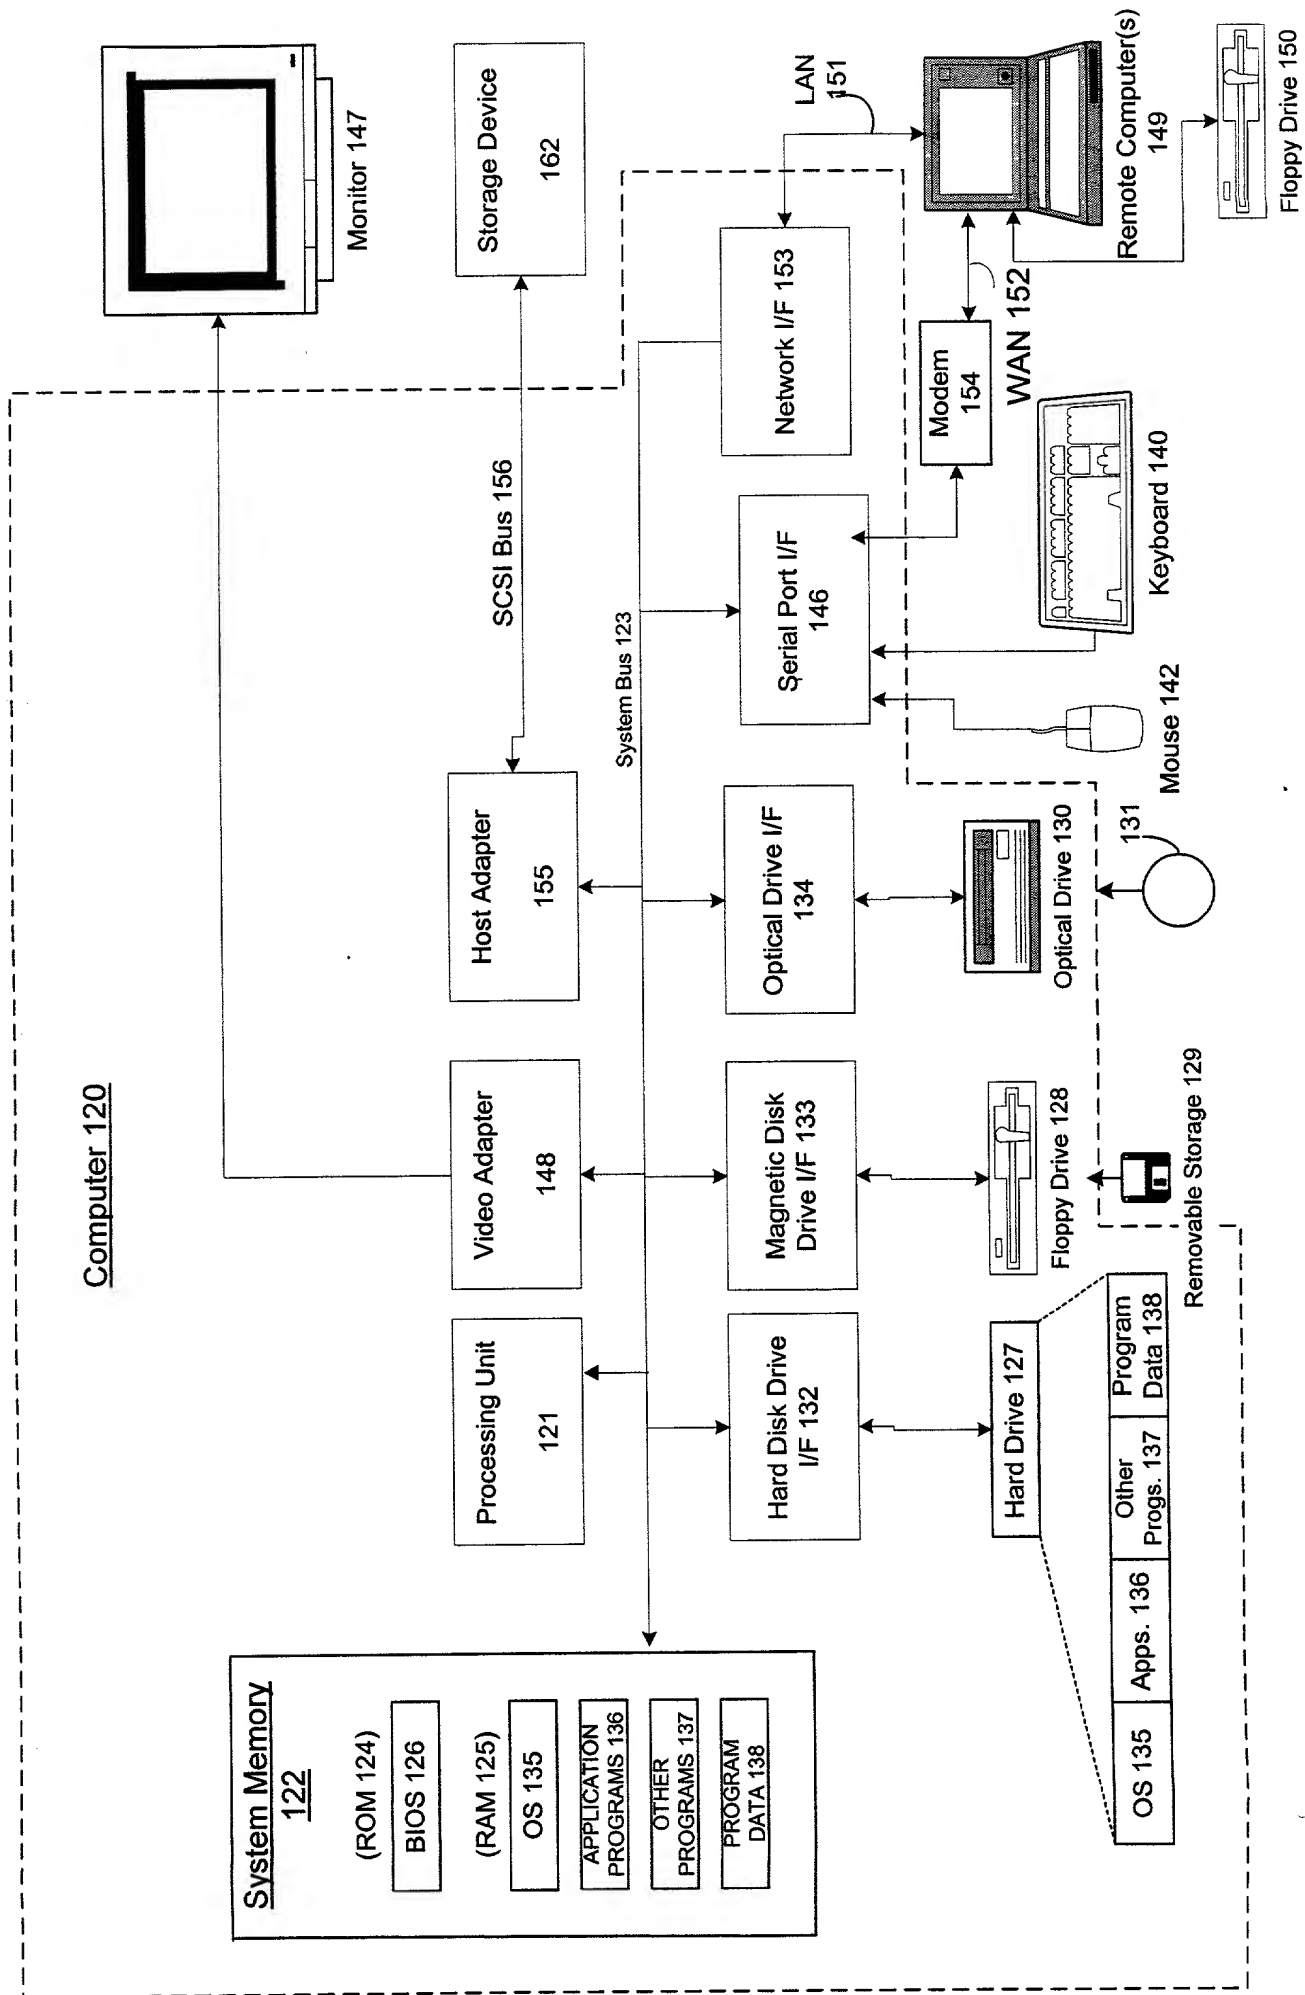 Computer 120
System Memory
122
(ROM 124)
BIOS 126
(RAM 125)
OS 135
APPLICATION
PROGRAMS 136
OTHER
PROGRAMS 137
PROGRAM
DATA 138
Processing Unit
121
Video Adapter
148
Host Adapter
155
Monitor 147
Storage Device
162
SCSI Bus 156
System Bus 123
Hard Disk Drive
I/F 132
Magnetic Disk
Drive I/F 133
Optical Drive I/F
134
Serial Port I/F
146
Network I/F 153
LAN
151
Hard Drive 127
Floppy Drive 128
Optical Drive 130
Modem
154
WAN 152
Remote Computer(s)
149
OS 135
Apps. 136
Other
Progs. 137
Program
Data 138
Removable Storage 129
131
Mouse 142
Keyboard 140
Floppy Drive 150